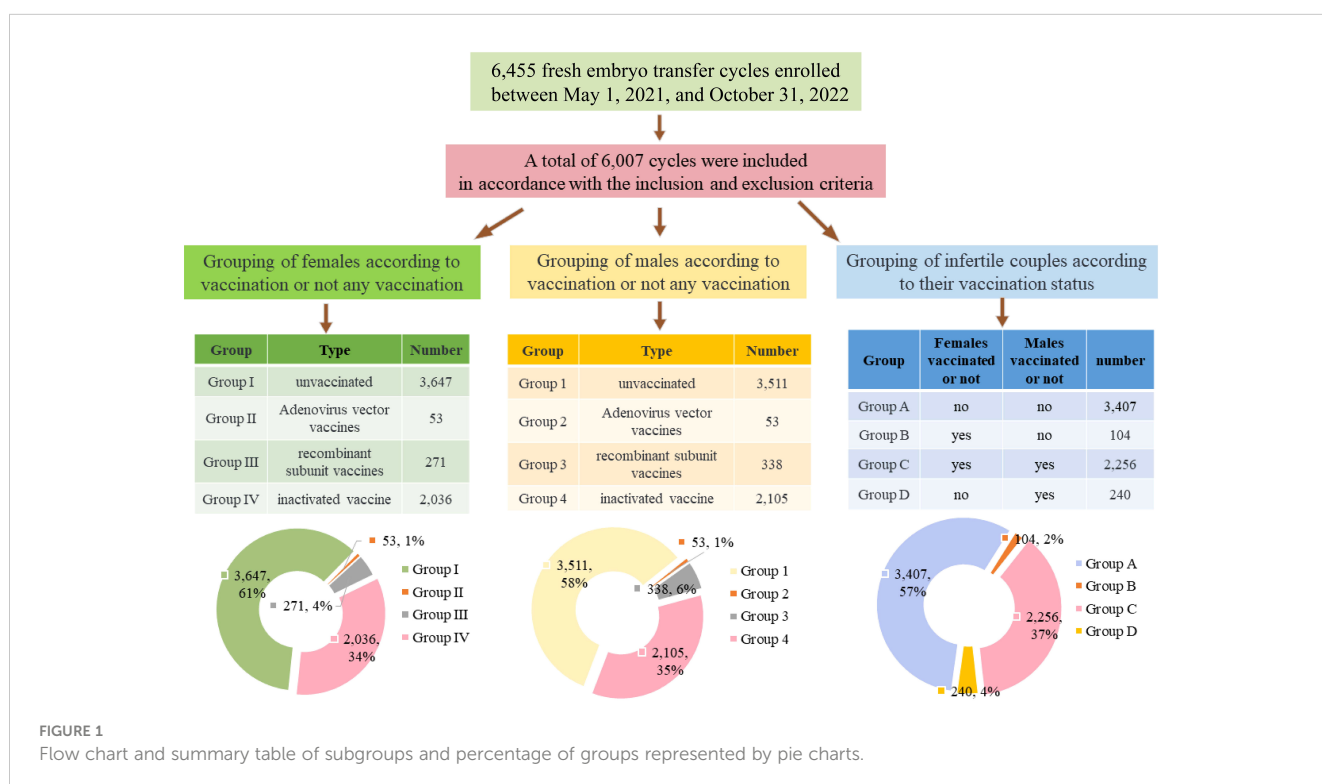 6,455 fresh embryo transfer cycles enrolled
between May 1, 2021, and October 31, 2022
A total of 6,007 cycles were included
in accordance with the inclusion and exclusion criteria
Grouping of females according to
vaccination or not any vaccination
Group Type Number
Group I unvaccinated 3,647
Group II Adenovirus vector
vaccines 53
Group III recombinant
subunit vaccines 271
Group IV inactivated vaccine 2,036
53, 1%
3,647,
61%
271, 4%
2,036,
34%
Group I
Group II
Group III
Group IV
Grouping of males according to
vaccination or not any vaccination
Group Type Number
Group 1 unvaccinated 3,511
Group 2 Adenovirus vector
vaccines 53
Group 3 recombinant subunit
vaccines 338
Group 4 inactivated vaccine 2,105
53, 1%
3,511,
58%
338, 6%
2,105,
35%
Group 1
Group 2
Group 3
Group 4
Grouping of infertile couples according
to their vaccination status
Group Females
vaccinated
or not Males
vaccinated
or not number
Group A no no 3,407
Group B yes no 104
Group C yes yes 2,256
Group D no yes 240
104, 2%
3,407,
57%
2,256,
37%
240, 4%
Group A
Group B
Group C
Group D
FIGURE 1
Flow chart and summary table of subgroups and percentage of groups represented by pie charts.